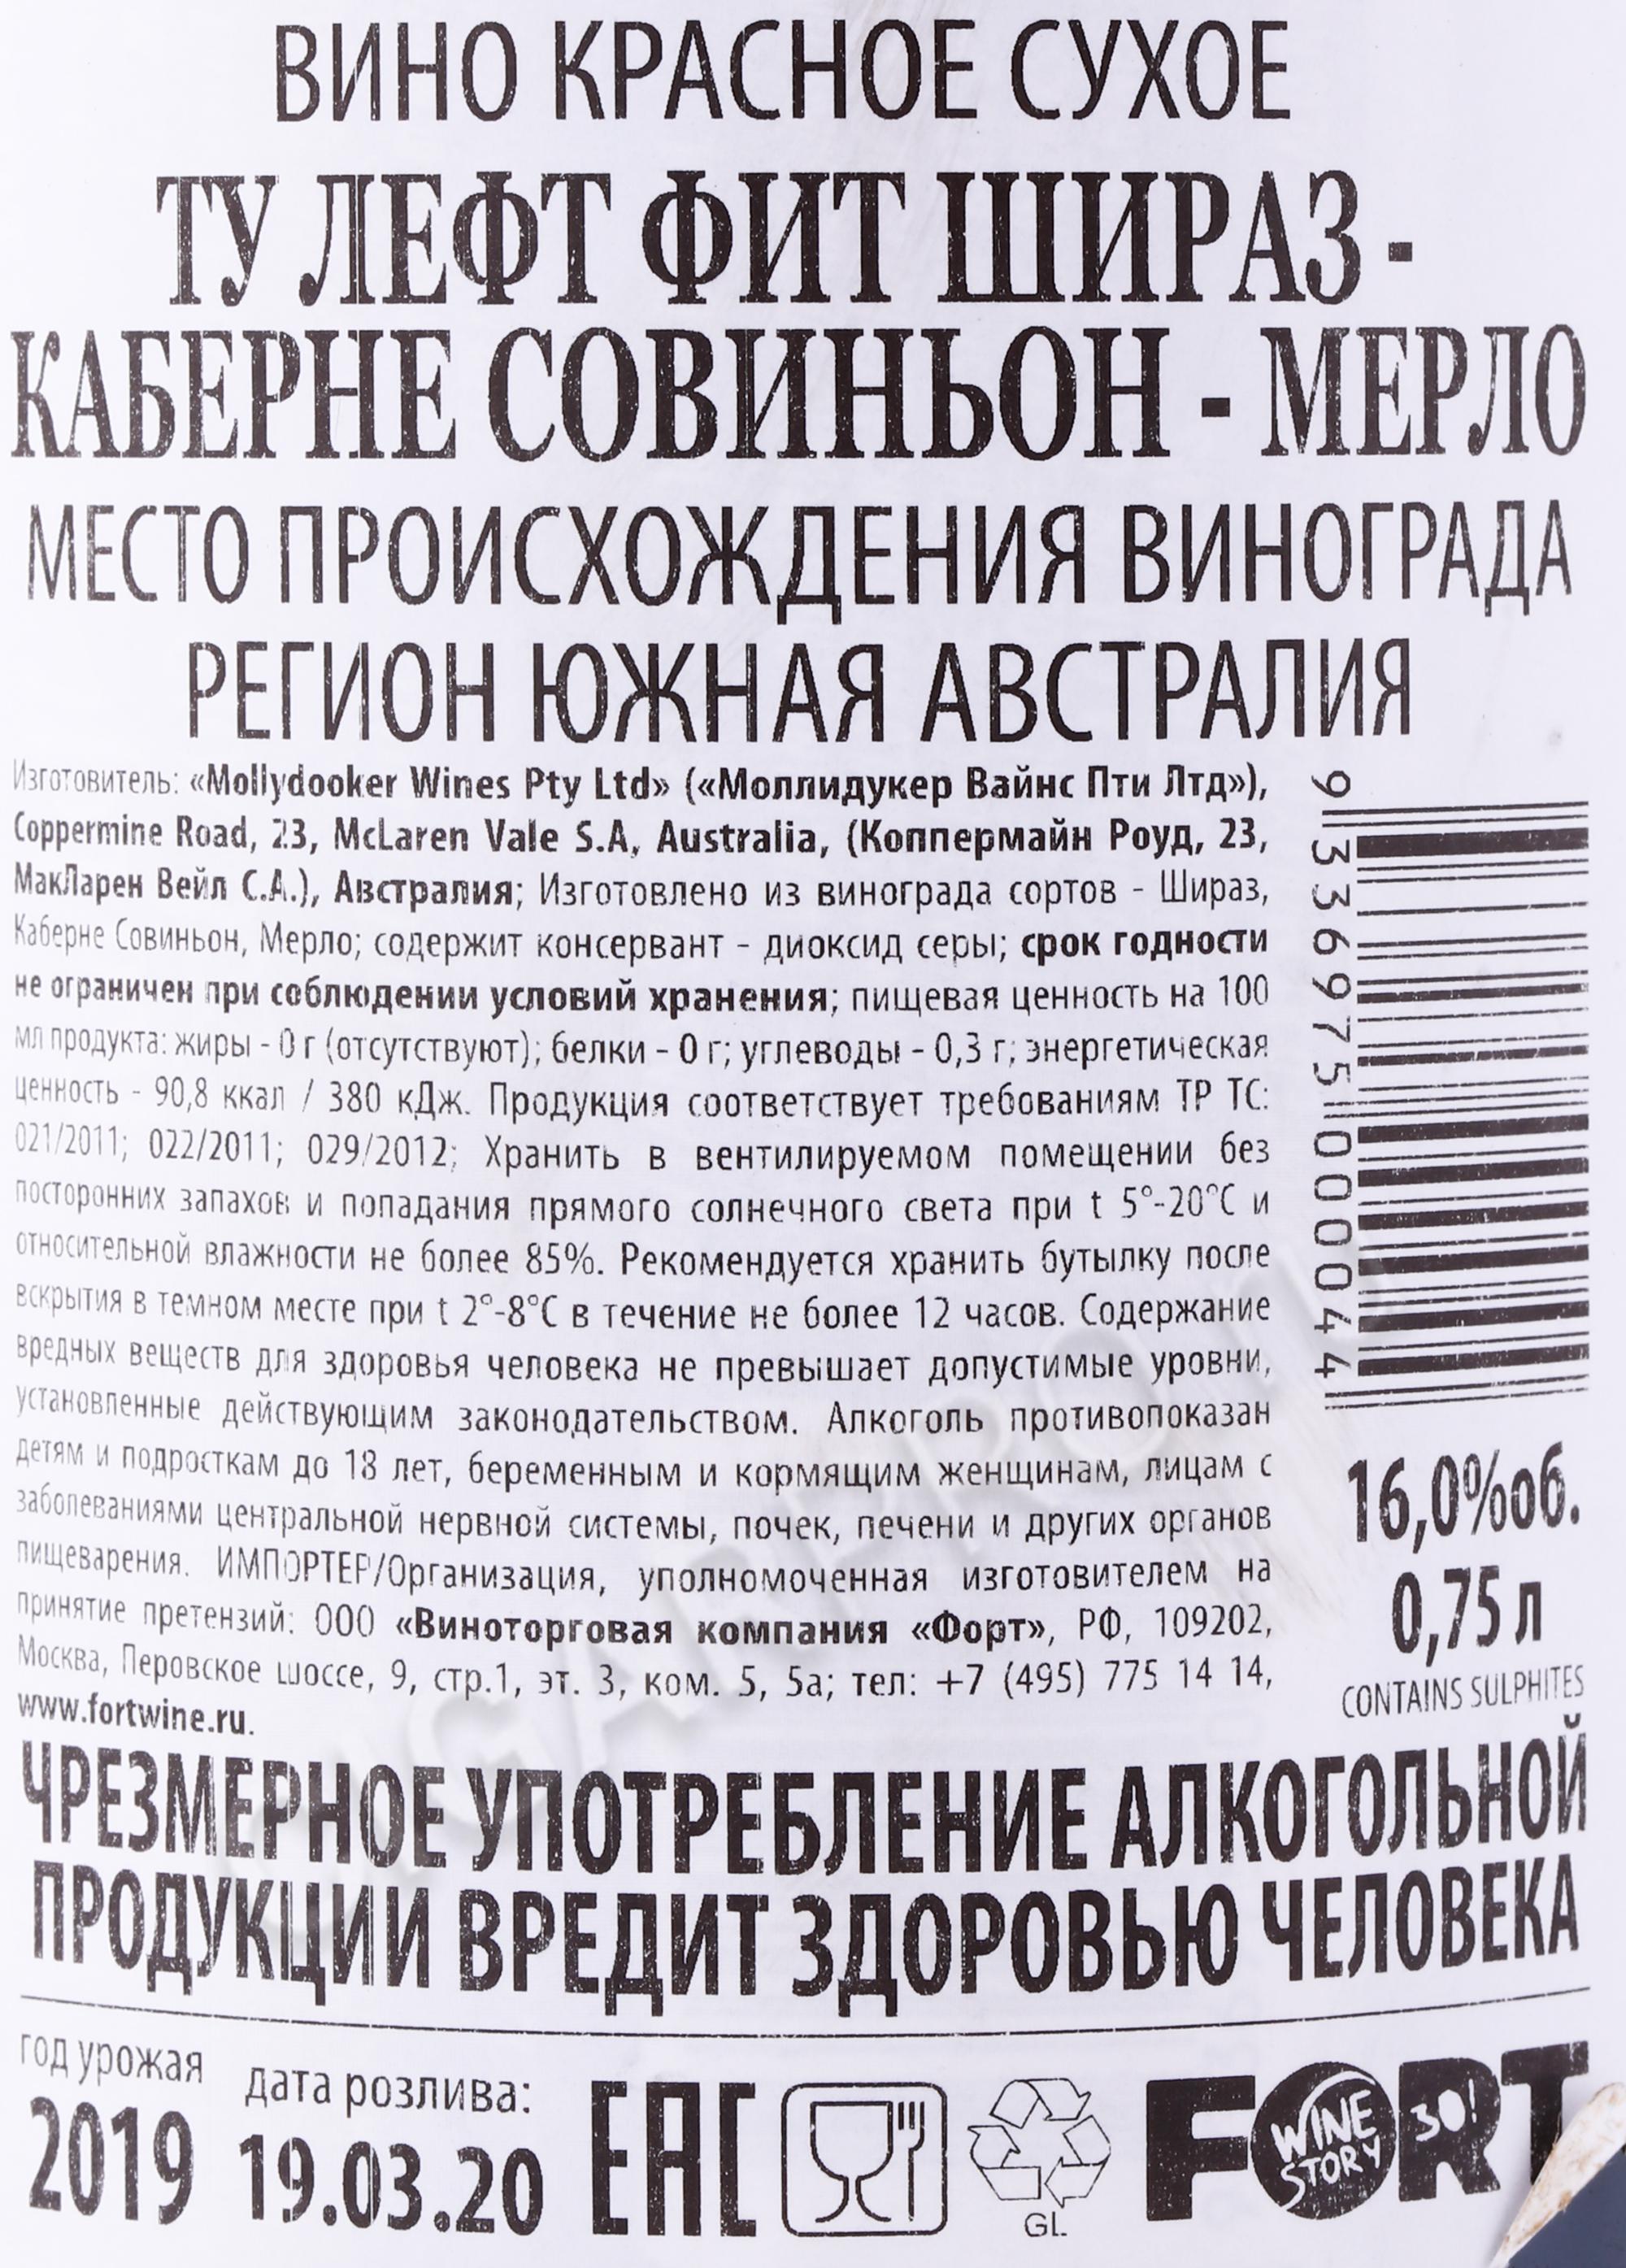 ВИНО КРАСНОЕ СУХОЕ
ТУ ЛЕФТ ФИТ ШИРАЗ -
КАБЕРНЕ СОВИНЬОН - МЕРЛО
МЕСТО ПРОИСХОЖДЕНИЯ ВИНОГРАДА
РЕГИОН ЮЖНАЯ АВСТРАЛИЯ
Изготовитель: «Mollydooker Wines Pty Ltd» («Моллидукер Вайнс Пти Лтд»),
Coppermine Road, 23, McLaren Vale S.A, Australia, (Коппермайн Роуд, 23,
МакЛарен Вейл С.А.), Австралия; Изготовлено из винограда сортов - Шираз,
Каберне Совиньон, Мерло; содержит консервант - диоксид серы; срок годности
не ограничен при соблюдении условий хранения; пищевая ценность на 100
мл продукта: жиры - 0 г (отсутствуют); белки - 0 г; углеводы - 0,3 г; энергетическая
ценность - 90,8 ккал / 380 кДж. Продукция соответствует требованиям ТР ТС:
021/2011; 022/2011; 029/2012; Хранить в вентилируемом помещении без
посторонних запахов и попадания прямого солнечного света при t 5°-20°C и
относительной влажности не более 85%. Рекомендуется хранить бутылку после
вскрытия в темном месте при t 2°-8°C в течение не более 12 часов. Содержание
вредных веществ для здоровья человека не превышает допустимые уровни,
установленные действующим законодательством. Алкоголь противопоказан
детям и подросткам до 18 лет, беременным и кормящим женщинам, лицам с
заболеваниями центральной нервной системы, почек, печени и других органов
пищеварения. ИМПОРТЕР/Организация, уполномоченная изготовителем на
принятие претензий: ООО «Виноторговая компания «Форт», РФ, 109202,
Москва, Перовское шоссе, 9, стр.1, эт. 3, ком. 5, 5а; тел: +7 (495) 775 14 14,
www.fortwine.ru.
9 336975 000044
16,0%об.
0,75 л
CONTAINS SULPHITES
ЧРЕЗМЕРНОЕ УПОТРЕБЛЕНИЕ АЛКОГОЛЬНОЙ
ПРОДУКЦИИ ВРЕДИТ ЗДОРОВЬЮ ЧЕЛОВЕКА
год урожая
2019
дата розлива:
19.03.20
EAC
GL
FORT
WINE
STORY
30!
CIGARPRO.RU